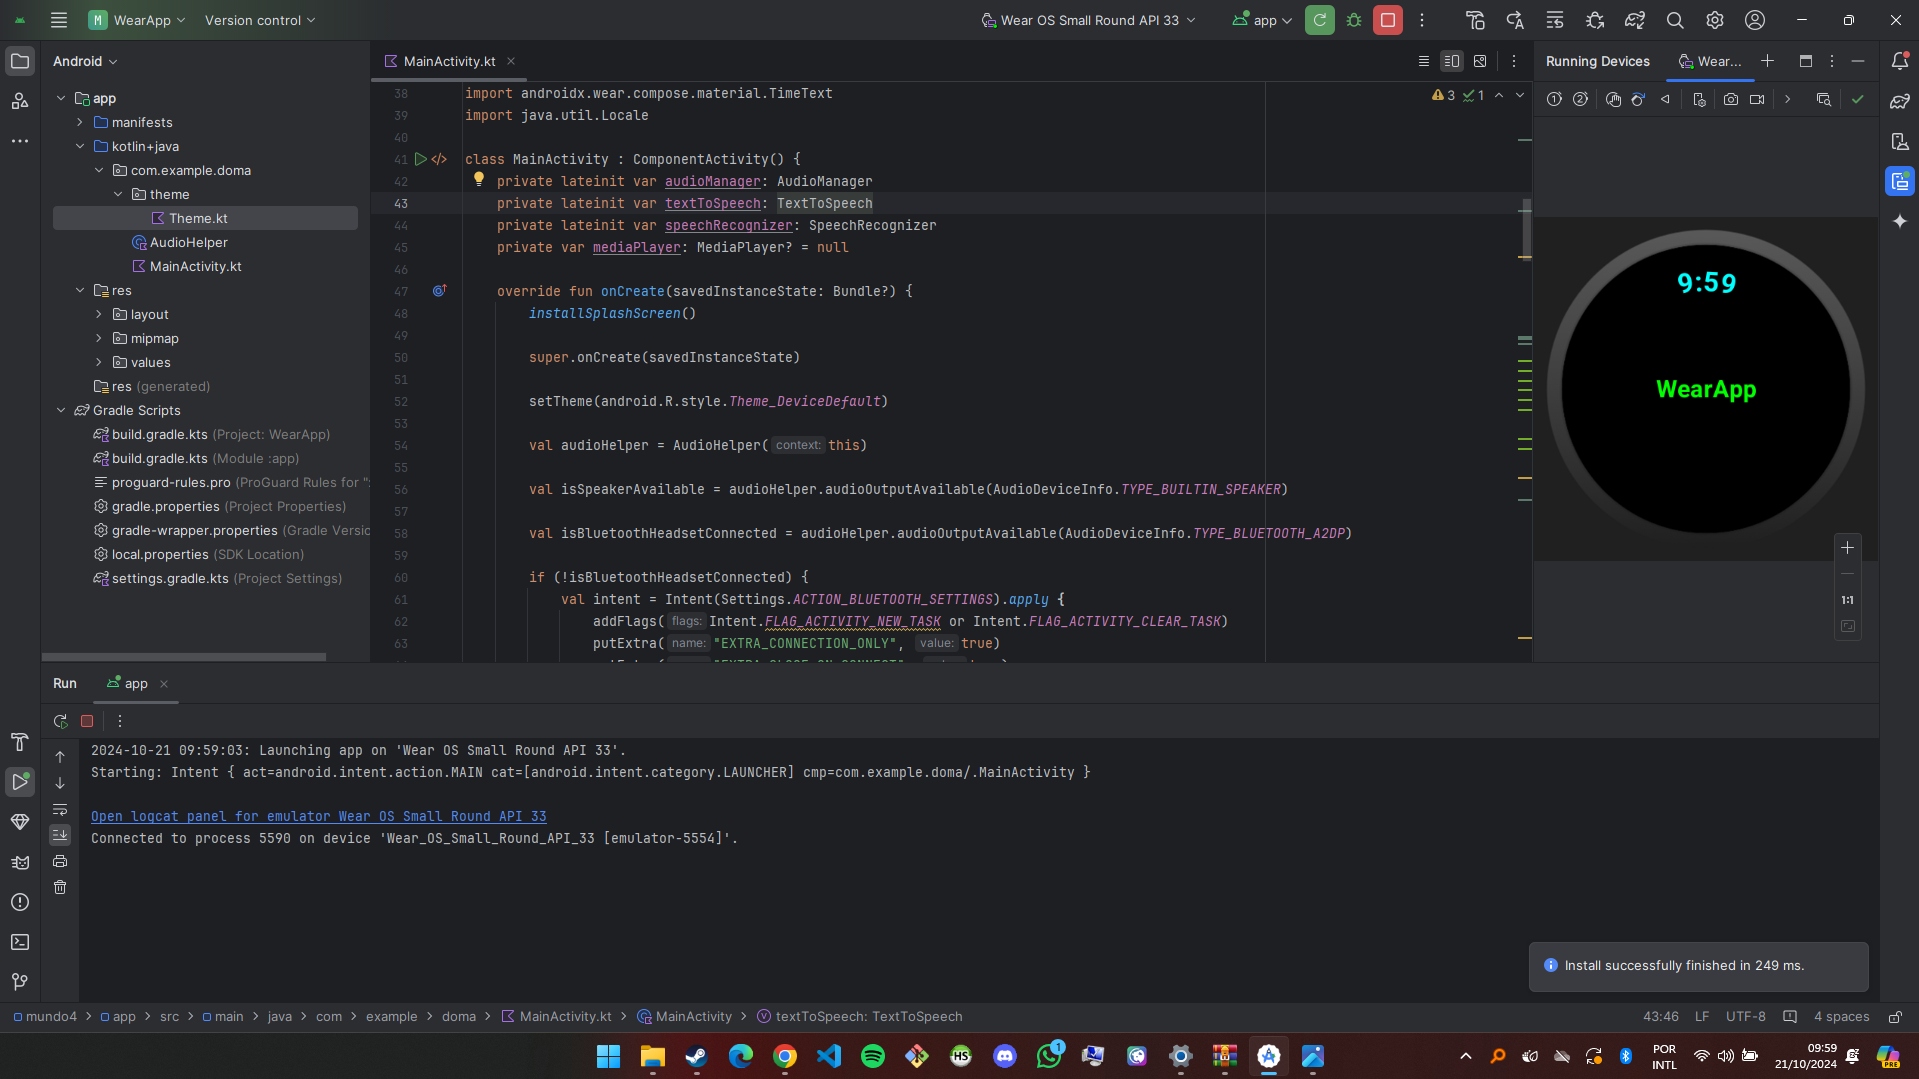 M WearApp Version control Wear OS Small Round API 33 app
Android
app
manifests
kotlin+java
com.example.doma
theme
Theme.kt
AudioHelper
MainActivity.kt
res
layout
mipmap
values
res (generated)
Gradle Scripts
build.gradle.kts (Project: WearApp)
build.gradle.kts (Module :app)
proguard-rules.pro (ProGuard Rules for ":
gradle.properties (Project Properties)
gradle-wrapper.properties (Gradle Versio
local.properties (SDK Location)
settings.gradle.kts (Project Settings)
MainActivity.kt
3 1
38 import androidx.wear.compose.material.TimeText
39 import java.util.Locale
40
41 class MainActivity : ComponentActivity() {
42 private lateinit var audioManager: AudioManager
43 private lateinit var textToSpeech: TextToSpeech
44 private lateinit var speechRecognizer: SpeechRecognizer
45 private var mediaPlayer: MediaPlayer? = null
46
47 override fun onCreate(savedInstanceState: Bundle?) {
48 installSplashScreen()
49
50 super.onCreate(savedInstanceState)
51
52 setTheme(android.R.style.Theme_DeviceDefault)
53
54 val audioHelper = AudioHelper( context: this)
55
56 val isSpeakerAvailable = audioHelper.audioOutputAvailable(AudioDeviceInfo.TYPE_BUILTIN_SPEAKER)
57
58 val isBluetoothHeadsetConnected = audioHelper.audioOutputAvailable(AudioDeviceInfo.TYPE_BLUETOOTH_A2DP)
59
60 if (!isBluetoothHeadsetConnected) {
61 val intent = Intent(Settings.ACTION_BLUETOOTH_SETTINGS).apply {
62 addFlags( flags: Intent.FLAG_ACTIVITY_NEW_TASK or Intent.FLAG_ACTIVITY_CLEAR_TASK)
63 putExtra( name: "EXTRA_CONNECTION_ONLY", value: true)
Running Devices Wear...
9:59
WearApp
1:1
Run app
2024-10-21 09:59:03: Launching app on 'Wear OS Small Round API 33'.
Starting: Intent { act=android.intent.action.MAIN cat=[android.intent.category.LAUNCHER] cmp=com.example.doma/.MainActivity }
Open logcat panel for emulator Wear OS Small Round API 33
Connected to process 5590 on device 'Wear_OS_Small_Round_API_33 [emulator-5554]'.
Install successfully finished in 249 ms.
mundo4 app src main java com example doma MainActivity.kt MainActivity textToSpeech: TextToSpeech
43:46 LF UTF-8 4 spaces
HS
1
POR
INTL
09:59
21/10/2024
PRE